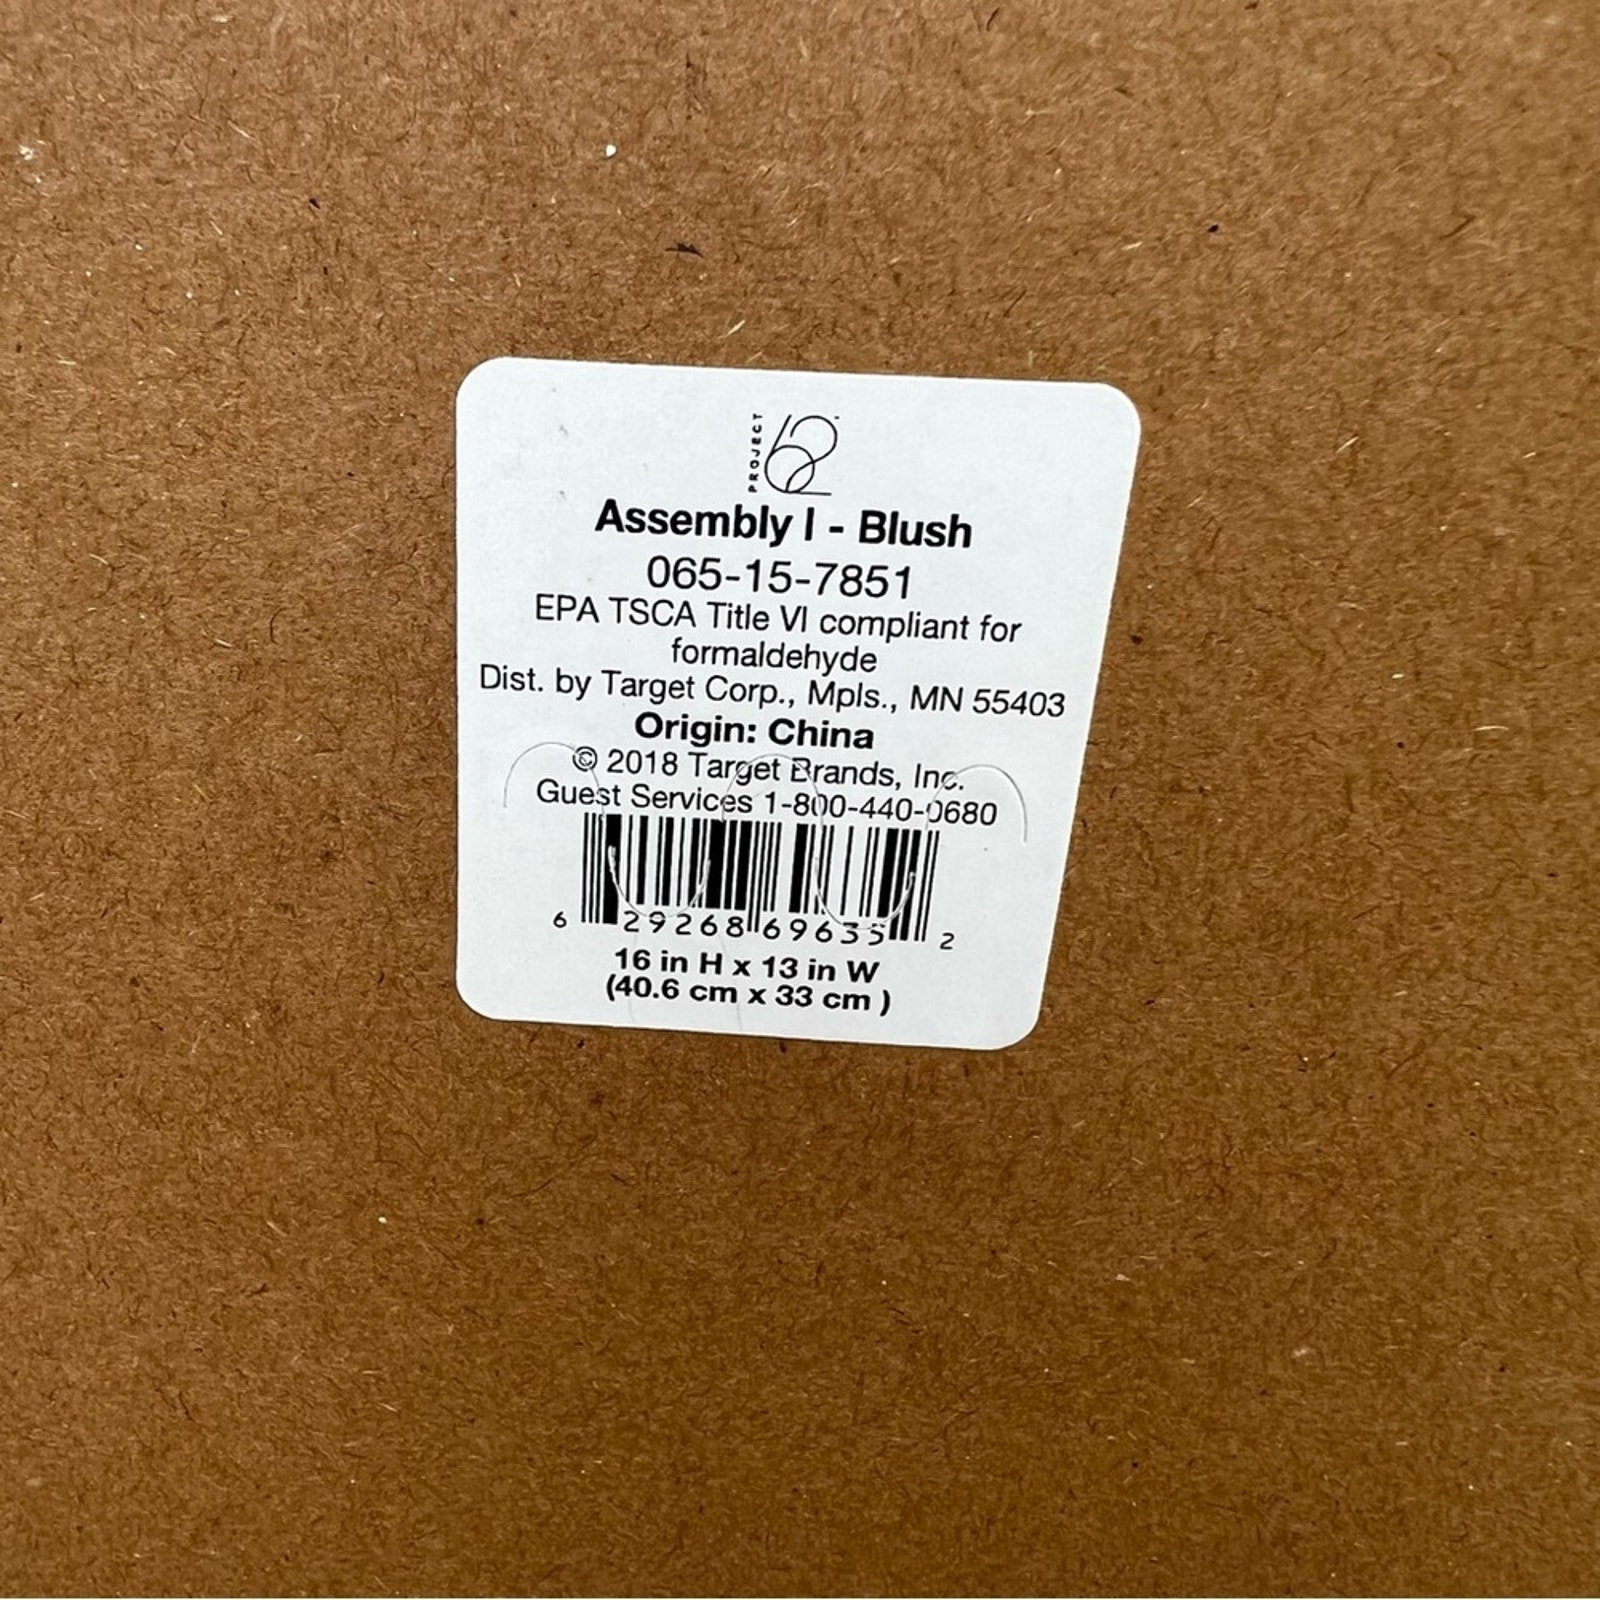 PROJECT 62
Assembly I - Blush
065-15-7851
EPA TSCA Title VI compliant for
formaldehyde
Dist. by Target Corp., Mpls., MN 55403
Origin: China
© 2018 Target Brands, Inc.
Guest Services 1-800-440-0680
6 29268 69635 2
16 in H x 13 in W
(40.6 cm x 33 cm )